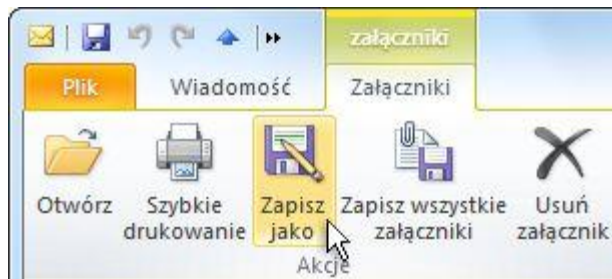 załączniki
Plik Wiadomość Załączniki
Otwórz Szybkie drukowanie Zapisz jako Zapisz wszystkie załączniki Usuń załącznik
Akcje